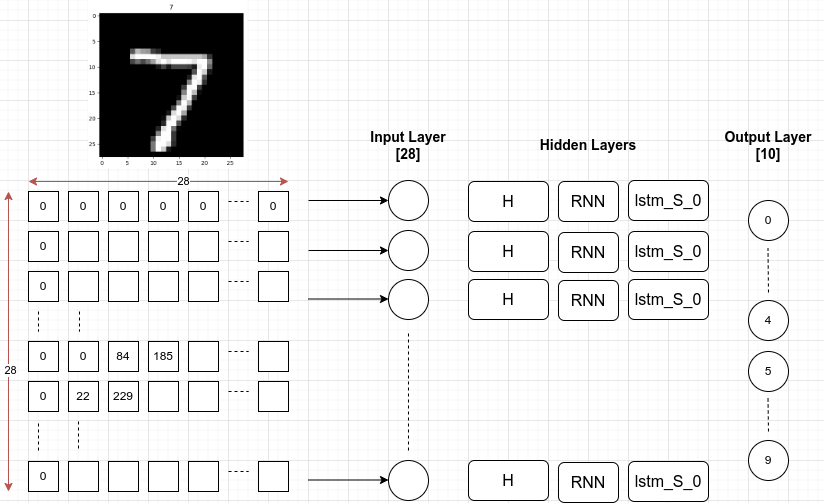 7
0
5
10
15
20
25
0 5 10 15 20 25
Input Layer
[28]
Hidden Layers
Output Layer
[10]
28
28
0 0 0 0 0 0
0
0
0 0 84 185
0 22 229
0
H RNN lstm_S_0
H RNN lstm_S_0
H RNN lstm_S_0
H RNN lstm_S_0
0
4
5
9